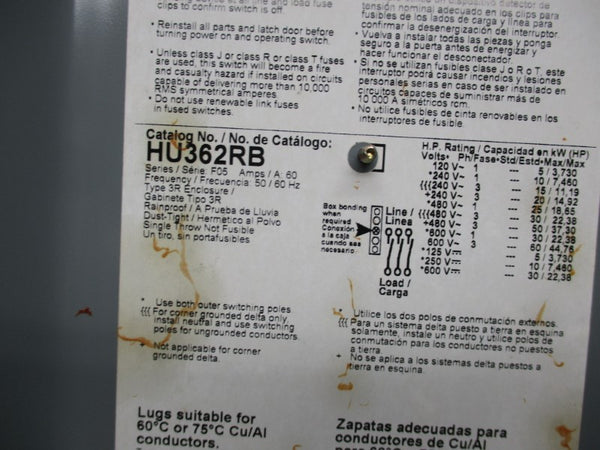 clips to confirm switch is off.
• Reinstall all parts and latch door before
turning power on and operating switch.
• Unless class J or class R or class T fuses
are used, this switch will become a fire
and casualty hazard if installed on circuits
capable of delivering more than 10,000
RMS symmetrical amperes.
• Do not use renewable link fuses
in fused switches.
tensión nominal adecuado en los clips para
fusibles de los lados de carga y línea para
confirmar la desenergización del interruptor.
• Vuelva a instalar todas las piezas y ponga
seguro a la puerta antes de energizar y
hacer funcionar el desconectador.
• Si no se utilizan fusibles clase J o R o T, este
interruptor podrá causar incendios y lesiones
personales serias en caso de ser instalado en
circuitos capaces de suministrar más de
10 000 A simétricos rcm.
• No utilice fusibles de cinta renovables en los
interruptores de fusible.
Catalog No. / No. de Catálogo:
HU362RB
Series / Série: F05 Amps / A: 60
Frequency / Frecuencia: 50 / 60 Hz
Type 3R Enclosure /
Gabinete Tipo 3R
Rainproof / A Prueba de Lluvia
Dust-Tight / Hermetico al Polvo
Single Throw Not Fusible
Un tiro, sin portafusibles
Box bonding
when
required
Conexión
a la caja
cuando sea
necesario
Line /
Línea
Load /
Carga
H.P. Rating / Capacidad en kW (HP)
Volts• Ph/Fase•Std/Estd•Max/Max
120 V~ 1 --- 5 / 3,730
*240 V~ 1 --- 10 / 7,460
{{{240 V~ 3 --- 15 / 11,19
+240 V~ 3 --- 20 / 14,92
*480 V~ 1 --- 25 / 18,65
{{{480 V~ 3 --- 30 / 22,38
+480 V~ 3 --- 50 / 37,30
*600 V~ 1 --- 30 / 22,38
600 V~ 3 --- 60 / 44,76
*125 V --- 5 / 3,730
*250 V --- 10 / 7,460
*600 V --- 30 / 22,38
* Use both outer switching poles
{{{ For corner grounded delta only,
install neutral and use switching
poles for ungrounded conductors.
Not applicable for corner
grounded delta.
* Utilice los dos polos de conmutación externos.
{{{ Para un sistema delta puesto a tierra en esquina
solamente, instale un neutro y utilice polos de
conmutación para los conductores no puestos
a tierra.
+ No se aplica a los sistemas delta puestos a
tierra en esquina.
Lugs suitable for
60°C or 75°C Cu/Al
conductors.
Zapatas adecuadas para
conductores de Cu/Al